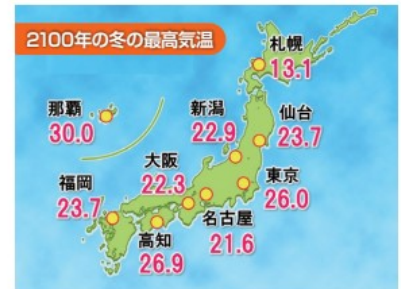 2100年の冬の最高気温
札幌
13.1
那覇
30.0
新潟
22.9
仙台
23.7
大阪
22.3
福岡
23.7
東京
26.0
名古屋
21.6
高知
26.9